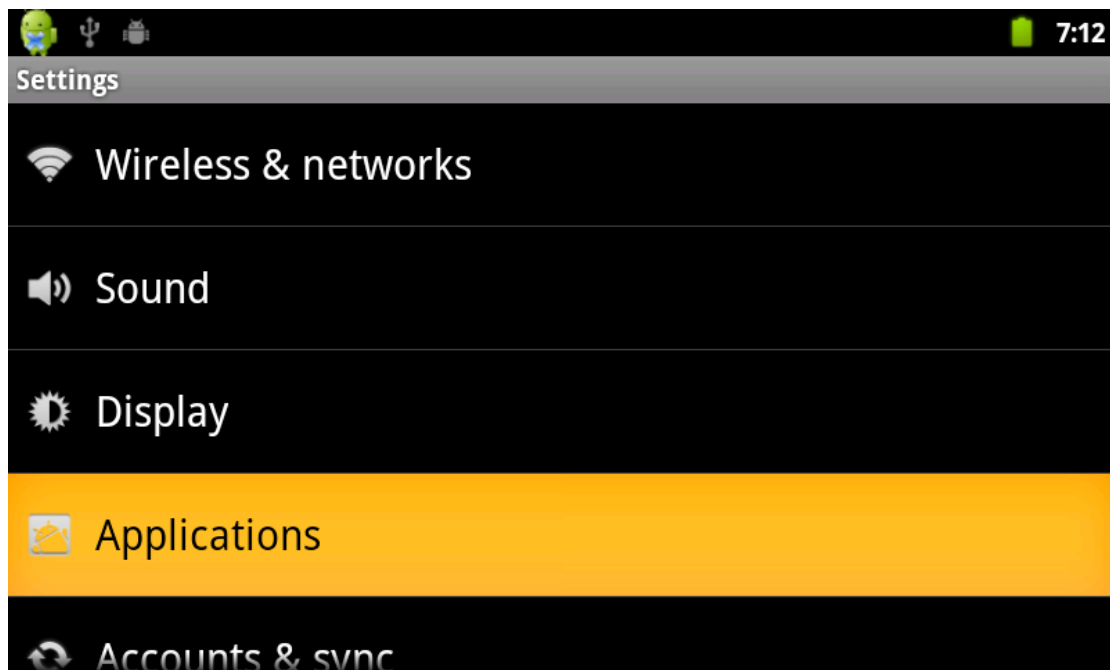 7:12
Settings
Wireless & networks
Sound
Display
Applications
Accounts & sync